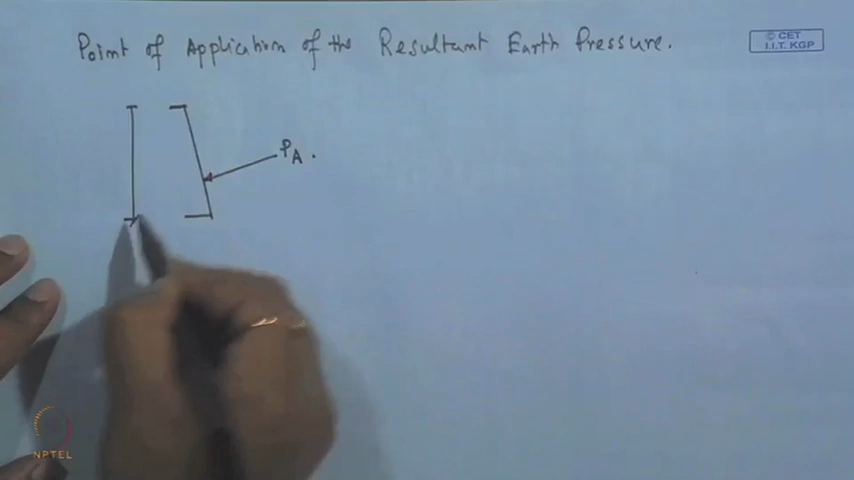 Point of Application of the Resultant Earth Pressure.
© CET
I.I.T. KGP
PA.
NPTEL